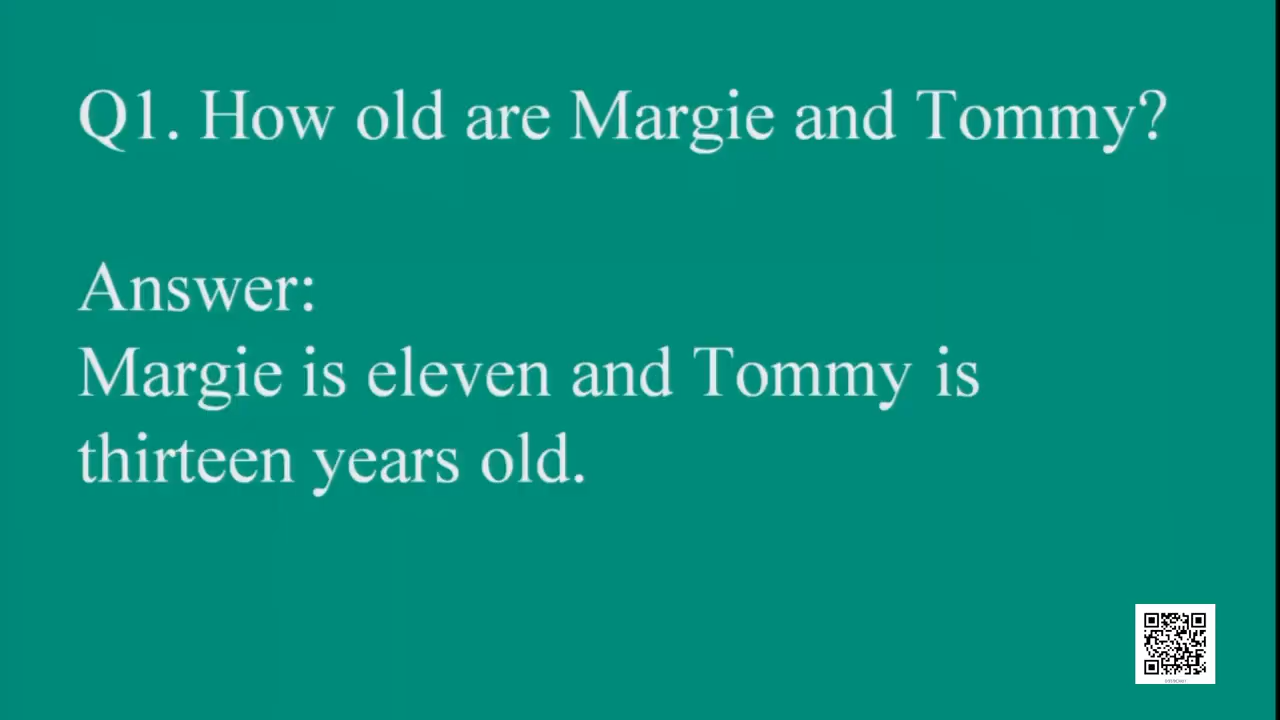 Q1. How old are Margie and Tommy?
Answer:
Margie is eleven and Tommy is
thirteen years old.